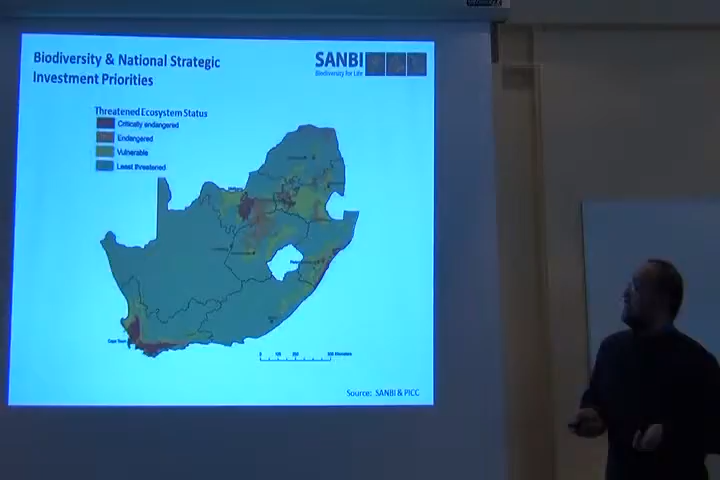 Biodiversity & National Strategic
Investment Priorities
SANBI
Biodiversity for Life
Threatened Ecosystem Status
Critically endangered
Endangered
Vulnerable
Least threatened
Cape Town
Source: SANBI & PICC